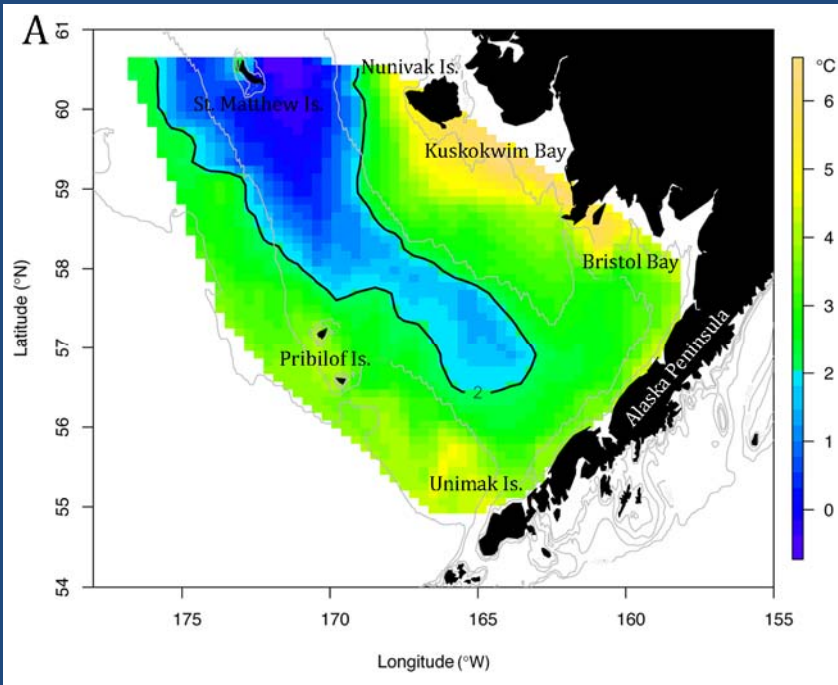 A
61
60
59
58
57
56
55
54
Latitude (°N)
Nunivak Is.
St. Matthew Is.
Kuskokwim Bay
Bristol Bay
Pribilof Is.
Alaska Peninsula
2
Unimak Is.
°C
6
5
4
3
2
1
0
175
170
165
160
155
Longitude (°W)